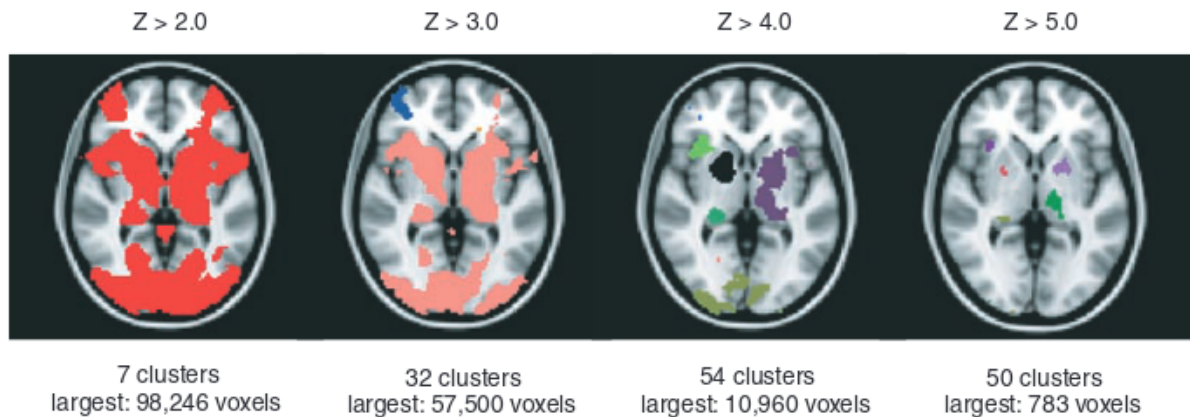 Z > 2.0
Z > 3.0
Z > 4.0
Z > 5.0
7 clusters
largest: 98,246 voxels
32 clusters
largest: 57,500 voxels
54 clusters
largest: 10,960 voxels
50 clusters
largest: 783 voxels